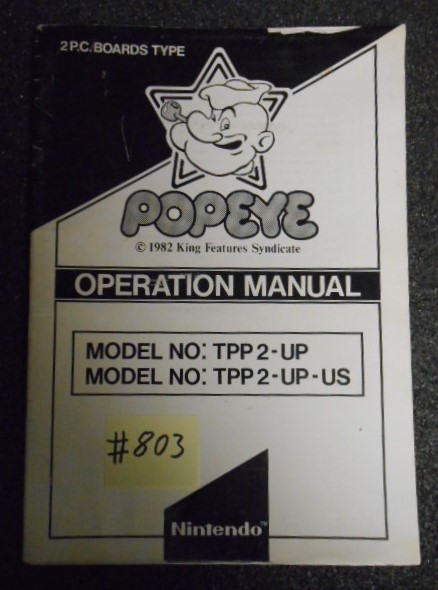 2 P.C. BOARDS TYPE
POPEYE
© 1982 King Features Syndicate
OPERATION MANUAL
MODEL NO: TPP2-UP
MODEL NO: TPP2-UP-US
#803
Nintendo™